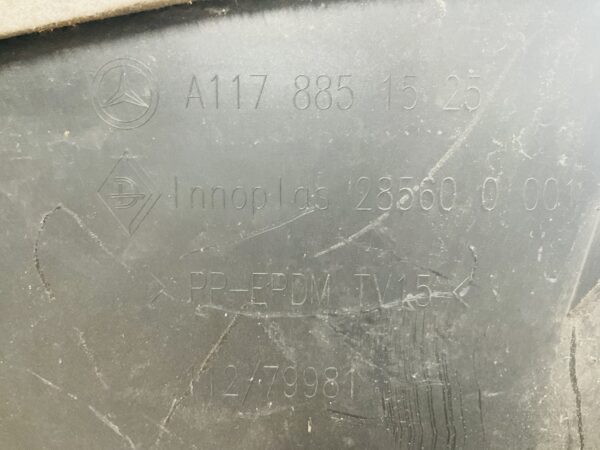 A117 885 15 25
Innoplas 28560 0 001
>PP-EPDM TV15<
12/79981